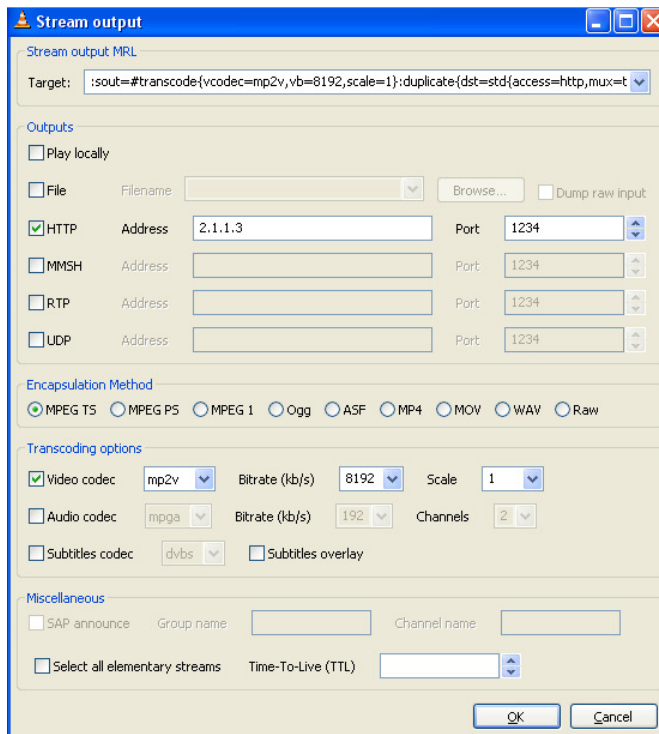 Stream output
Stream output MRL
Target: :sout=#transcode{vcodec=mp2v,vb=8192,scale=1}:duplicate{dst=std{access=http,mux=t
Outputs
Play locally
File Filename Browse... Dump raw input
HTTP Address 2.1.1.3 Port 1234
MMSH Address Port 1234
RTP Address Port 1234
UDP Address Port 1234
Encapsulation Method
MPEG TS MPEG PS MPEG 1 Ogg ASF MP4 MOV WAV Raw
Transcoding options
Video codec mp2v Bitrate (kb/s) 8192 Scale 1
Audio codec mpga Bitrate (kb/s) 192 Channels 2
Subtitles codec dvbs Subtitles overlay
Miscellaneous
SAP announce Group name Channel name
Select all elementary streams Time-To-Live (TTL)
OK Cancel